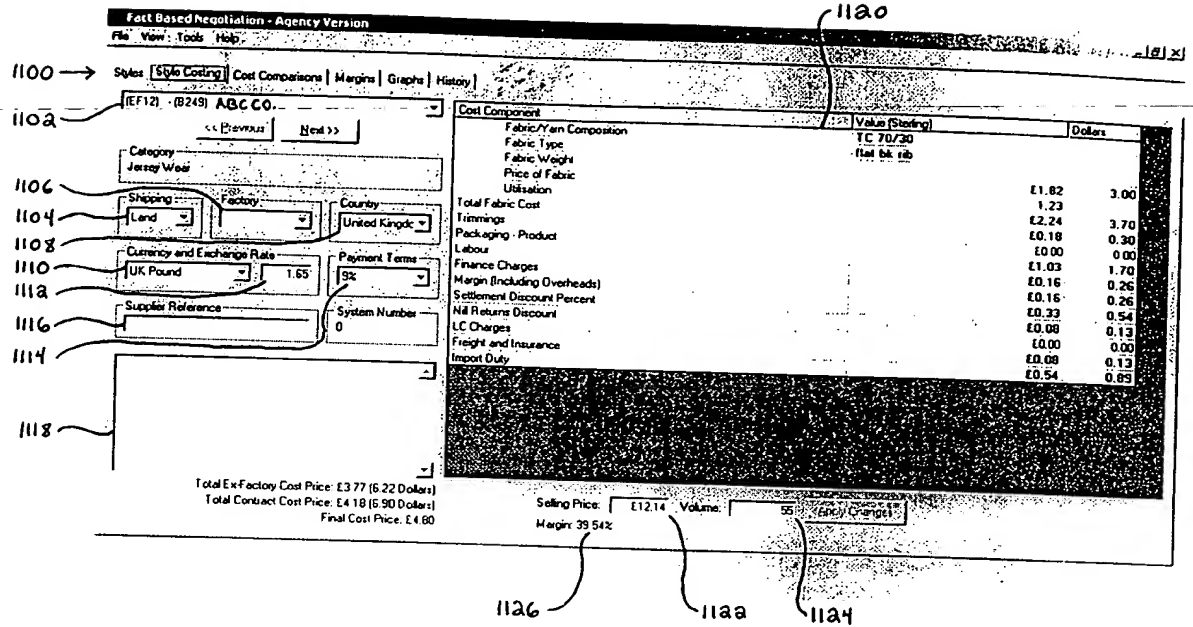 1120
Fact Based Negotiation - Agency Version
File View Tools Help
1100
Styles Style Costing Cost Comparisons Margins Graphs History
1102
(EF12) - (B249) ABC CO.
<< Previous Next >>
Category
Jersey Wear
1106
1104
Shipping Factory Country
Land United Kingdc
1108
Currency and Exchange Rate Payment Terms
1110
UK Pound 1.65 9%
1112
Supplier Reference System Number
1116
0
1114
1118
Cost Component Value (Sterling) Dollars
Fabric/Yarn Composition TC 70/30
Fabric Type flat bk rib
Fabric Weight
Price of Fabric £1.82 3.00
Utilisation 1.23
Total Fabric Cost £2.24 3.70
Trimmings £0.18 0.30
Packaging - Product £0.00 0.00
Labour £1.03 1.70
Finance Charges £0.16 0.26
Margin (Including Overheads) £0.16 0.26
Settlement Discount Percent £0.33 0.54
Nill Returns Discount £0.08 0.13
LC Charges £0.00 0.00
Freight and Insurance £0.08 0.13
Import Duty £0.54 0.89
Total Ex-Factory Cost Price: £3.77 (6.22 Dollars)
Total Contract Cost Price: £4.18 (6.90 Dollars)
Final Cost Price: £4.80
Selling Price: £12.14 Volume: 55 Apply Changes
Margin: 39.54%
1126
1122
1124